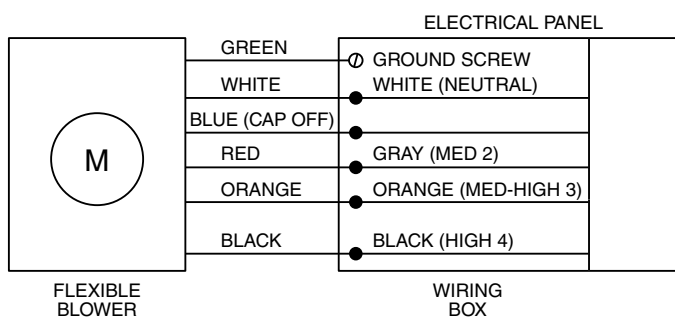 ELECTRICAL PANEL
GREEN
GROUND SCREW
WHITE
WHITE (NEUTRAL)
BLUE (CAP OFF)
M
RED
GRAY (MED 2)
ORANGE
ORANGE (MED-HIGH 3)
BLACK
BLACK (HIGH 4)
FLEXIBLE
BLOWER
WIRING
BOX